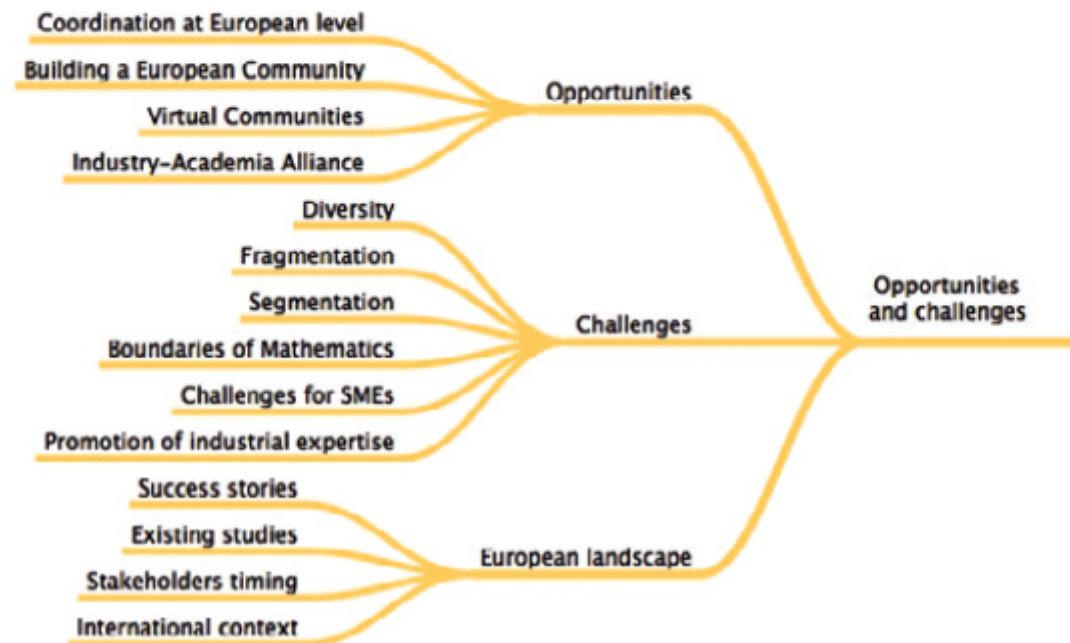 Coordination at European level
Building a European Community
Virtual Communities
Industry-Academia Alliance
Opportunities
Diversity
Fragmentation
Segmentation
Boundaries of Mathematics
Challenges for SMEs
Promotion of industrial expertise
Challenges
Success stories
Existing studies
Stakeholders timing
International context
European landscape
Opportunities
and challenges